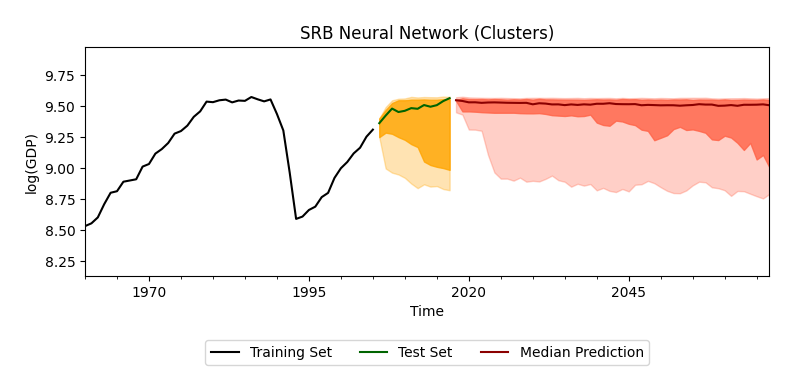 SRB Neural Network (Clusters)
9.75
9.50
9.25
9.00
8.75
8.50
8.25
log(GDP)
1970 1995 2020 2045
Time
Training Set Test Set Median Prediction